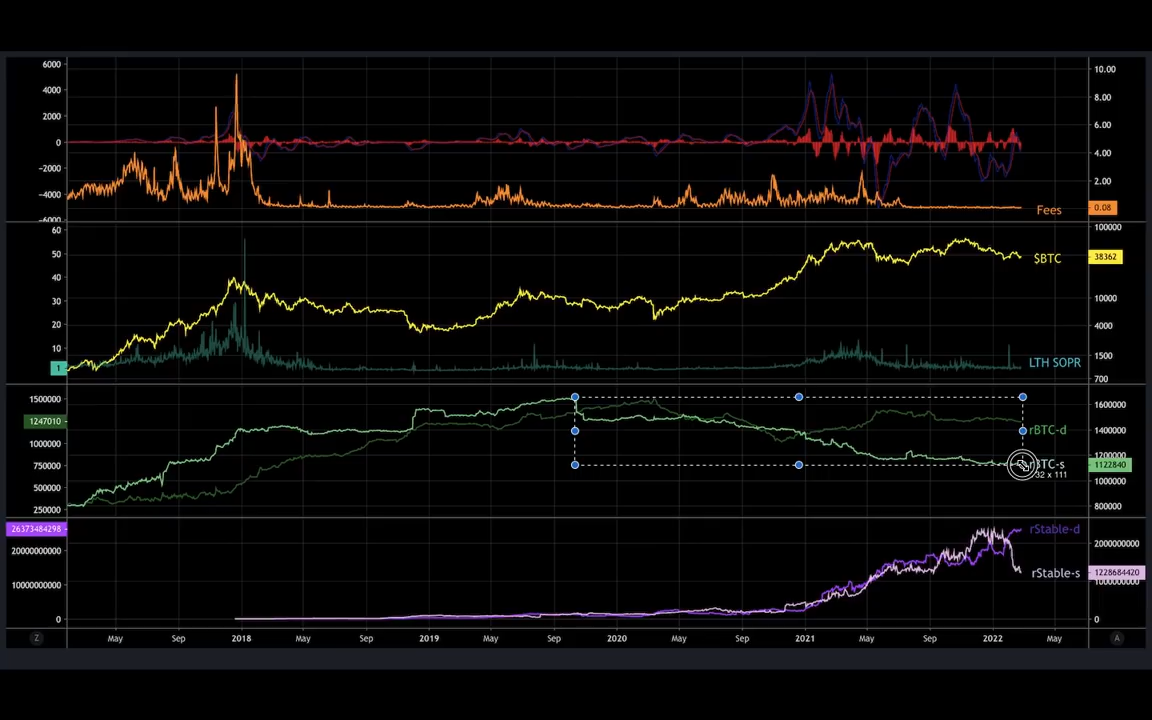 6000
4000
2000
0
−2000
−4000
−6000
10.00
8.00
6.00
4.00
2.00
Fees
0.08
60
50
40
30
20
10
1
100000
$BTC
38362
10000
4000
1500
LTH SOPR
700
1500000
1247010
1000000
750000
500000
250000
1600000
rBTC-d
1400000
1200000
1122840
1000000
800000
32 x 111
26373484298
20000000000
10000000000
0
rStable-d
2000000000
rStable-s
1228684420
1000000000
0
Z
May
Sep
2018
May
Sep
2019
May
Sep
2020
May
Sep
2021
May
Sep
2022
May
A